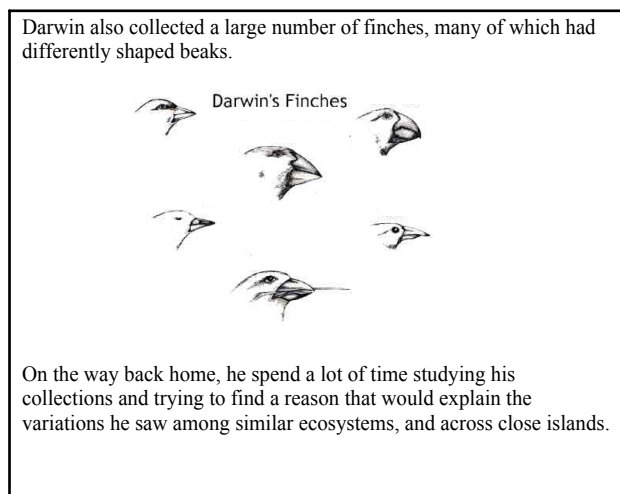 Darwin also collected a large number of finches, many of which had
differently shaped beaks.
Darwin's Finches
On the way back home, he spend a lot of time studying his
collections and trying to find a reason that would explain the
variations he saw among similar ecosystems, and across close islands.